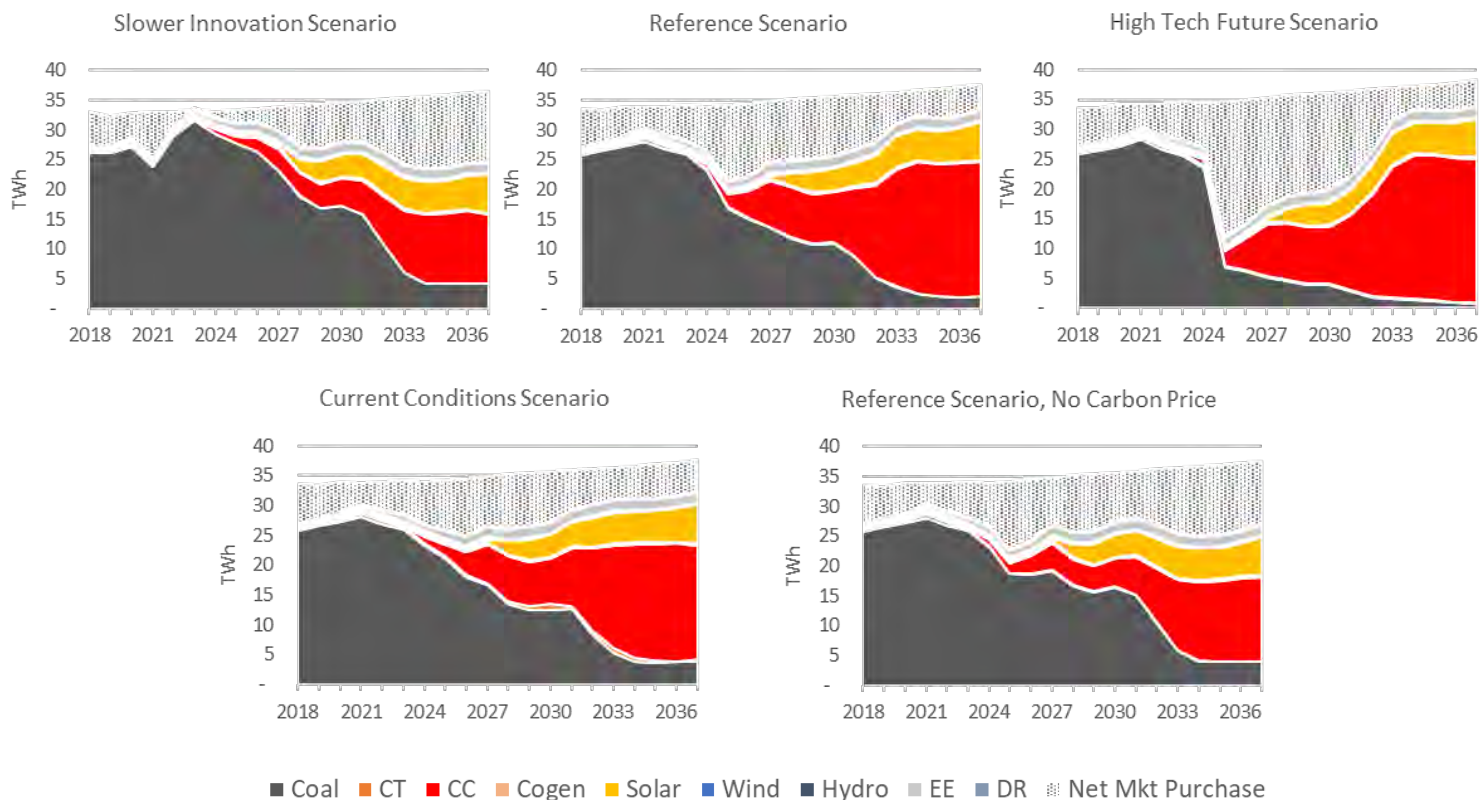 Slower Innovation Scenario
Reference Scenario
High Tech Future Scenario
40
35
30
25
20
15
10
5
-
TWh
2018 2021 2024 2027 2030 2033 2036
40
35
30
25
20
15
10
5
-
TWh
2018 2021 2024 2027 2030 2033 2036
40
35
30
25
20
15
10
5
-
TWh
2018 2021 2024 2027 2030 2033 2036
Current Conditions Scenario
Reference Scenario, No Carbon Price
40
35
30
25
20
15
10
5
-
TWh
2018 2021 2024 2027 2030 2033 2036
40
35
30
25
20
15
10
5
-
TWh
2018 2021 2024 2027 2030 2033 2036
Coal CT CC Cogen Solar Wind Hydro EE DR Net Mkt Purchase